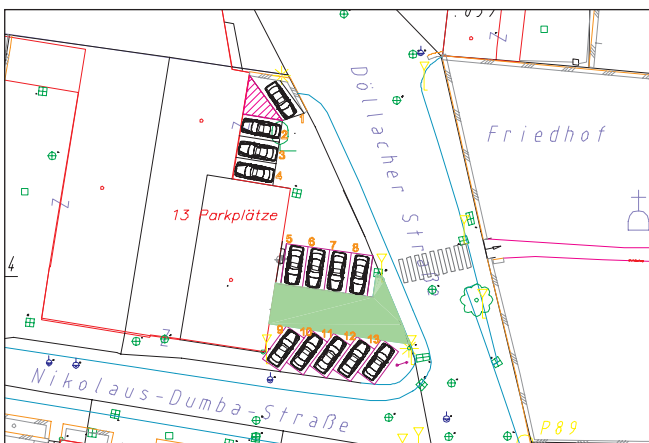 Döllacher Straße
Friedhof
1
2
3
4
13 Parkplätze
5 6 7 8
4
9 10 11 12 13
Nikolaus-Dumba-Straße
P89